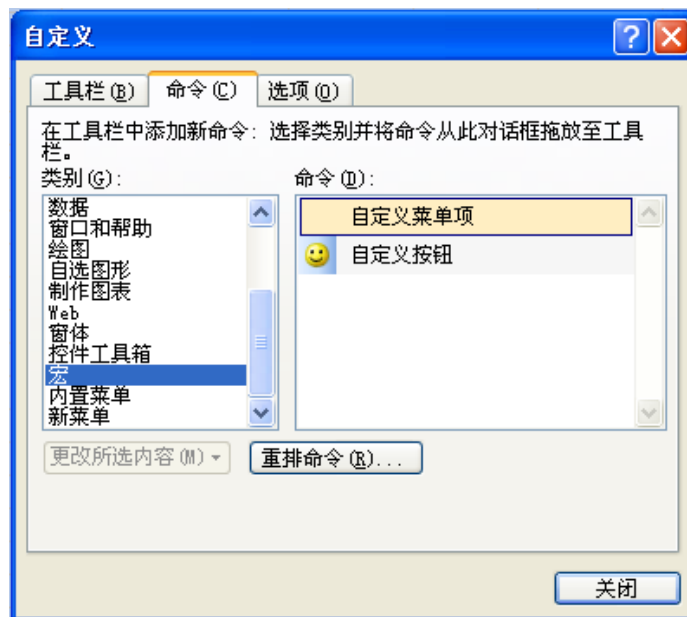 自定义
工具栏(B) 命令(C) 选项(O)
在工具栏中添加新命令: 选择类别并将命令从此对话框拖放至工具
栏。
类别(G): 命令(D):
数据
窗口和帮助
绘图
自选图形
制作图表
Web
窗体
控件工具箱
宏
内置菜单
新菜单
自定义菜单项
自定义按钮
更改所选内容(M) 重排命令(R)...
关闭